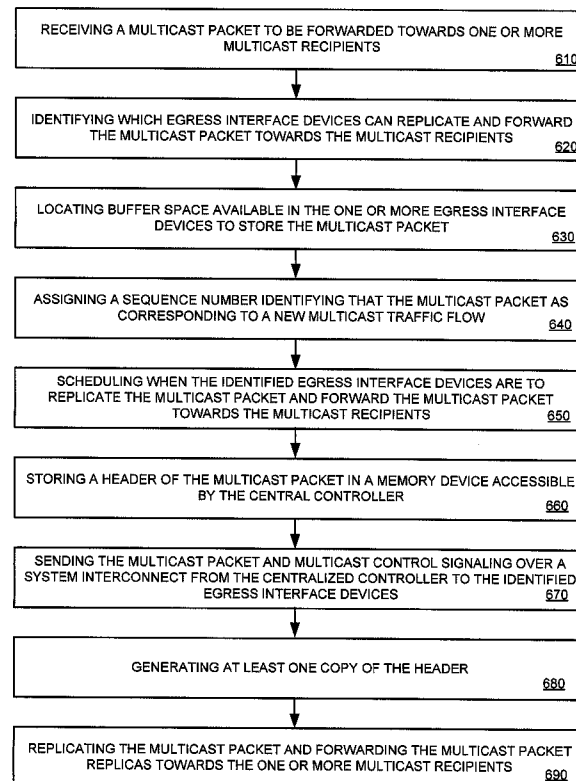 RECEIVING A MULTICAST PACKET TO BE FORWARDED TOWARDS ONE OR MORE
MULTICAST RECIPIENTS
610
IDENTIFYING WHICH EGRESS INTERFACE DEVICES CAN REPLICATE AND FORWARD
THE MULTICAST PACKET TOWARDS THE MULTICAST RECIPIENTS
620
LOCATING BUFFER SPACE AVAILABLE IN THE ONE OR MORE EGRESS INTERFACE
DEVICES TO STORE THE MULTICAST PACKET
630
ASSIGNING A SEQUENCE NUMBER IDENTIFYING THAT THE MULTICAST PACKET AS
CORRESPONDING TO A NEW MULTICAST TRAFFIC FLOW
640
SCHEDULING WHEN THE IDENTIFIED EGRESS INTERFACE DEVICES ARE TO
REPLICATE THE MULTICAST PACKET AND FORWARD THE MULTICAST PACKET
TOWARDS THE MULTICAST RECIPIENTS
650
STORING A HEADER OF THE MULTICAST PACKET IN A MEMORY DEVICE ACCESSIBLE
BY THE CENTRAL CONTROLLER
660
SENDING THE MULTICAST PACKET AND MULTICAST CONTROL SIGNALING OVER A
SYSTEM INTERCONNECT FROM THE CENTRALIZED CONTROLLER TO THE IDENTIFIED
EGRESS INTERFACE DEVICES
670
GENERATING AT LEAST ONE COPY OF THE HEADER
680
REPLICATING THE MULTICAST PACKET AND FORWARDING THE MULTICAST PACKET
REPLICAS TOWARDS THE ONE OR MORE MULTICAST RECIPIENTS
690